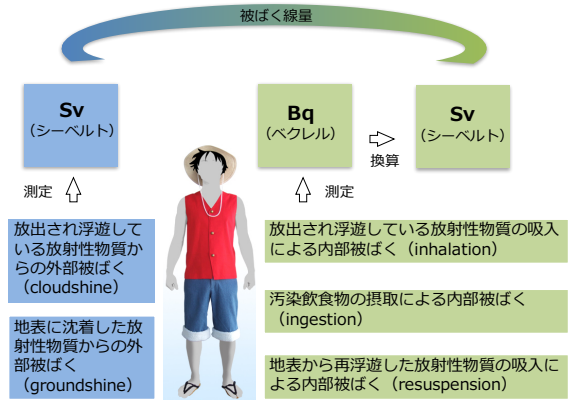 被ばく線量
Sv
（シーベルト）
Bq
（ベクレル）
換算
Sv
（シーベルト）
測定
測定
放出され浮遊して
いる放射性物質か
らの外部被ばく
（cloudshine）
地表に沈着した放
射性物質からの外
部被ばく
（groundshine）
放出され浮遊している放射性物質の吸入
による内部被ばく（inhalation）
汚染飲食物の摂取による内部被ばく
（ingestion）
地表から再浮遊した放射性物質の吸入に
よる内部被ばく（resuspension）